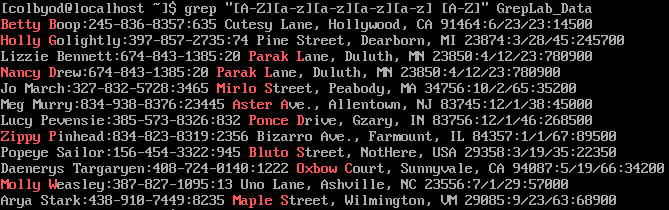 [colbyod@localhost ~]$ grep "[A-Z][a-z][a-z][a-z][a-z] [A-Z]" GrepLab_Data
Betty Boop:245-836-8357:635 Cutesy Lane, Hollywood, CA 91464:6/23/23:14500
Holly Golightly:397-857-2735:74 Pine Street, Dearborn, MI 23874:3/28/45:245700
Lizzie Bennett:674-843-1385:20 Parak Lane, Duluth, MN 23850:4/12/23:780900
Nancy Drew:674-843-1385:20 Parak Lane, Duluth, MN 23850:4/12/23:780900
Jo March:327-832-5728:3465 Mirlo Street, Peabody, MA 34756:10/2/65:35200
Meg Murry:834-938-8376:23445 Aster Ave., Allentown, NJ 83745:12/1/38:45000
Lucy Pevensie:385-573-8326:832 Ponce Drive, Gzary, IN 83756:12/1/46:268500
Zippy Pinhead:834-823-8319:2356 Bizarro Ave., Farmount, IL 84357:1/1/67:89500
Popeye Sailor:156-454-3322:945 Bluto Street, NotHere, USA 29358:3/19/35:22350
Daenerys Targaryen:408-724-0140:1222 Oxbow Court, Sunnyvale, CA 94087:5/19/66:34200
Molly Weasley:387-827-1095:13 Uno Lane, Ashville, NC 23556:7/1/29:57000
Arya Stark:438-910-7449:8235 Maple Street, Wilmington, VM 29085:9/23/63:68900